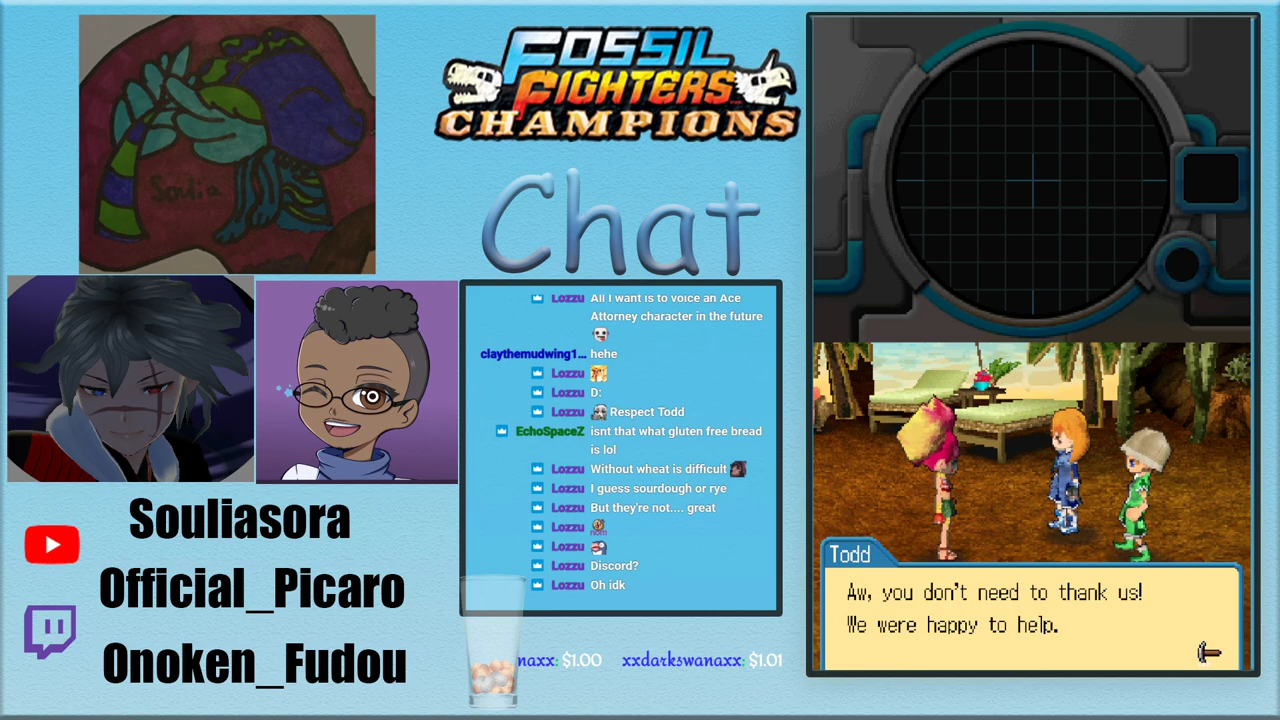 Soulia
FOSSIL
FIGHTERS
CHAMPIONS
Chat
Lozzu All I want is to voice an Ace
Attorney character in the future
claythemudwing1... hehe
Lozzu
Lozzu D:
Lozzu Respect Todd
EchoSpaceZ isnt that what gluten free bread
is lol
Lozzu Without wheat is difficult
Lozzu I guess sourdough or rye
Lozzu But they're not.... great
Lozzu nom
Lozzu
Lozzu Discord?
Lozzu Oh idk
Souliasora
Official_Picaro
Onoken_Fudou
naxx: $1.00 xxdarkswanaxx: $1.01
Todd
Aw, you don't need to thank us!
We were happy to help.